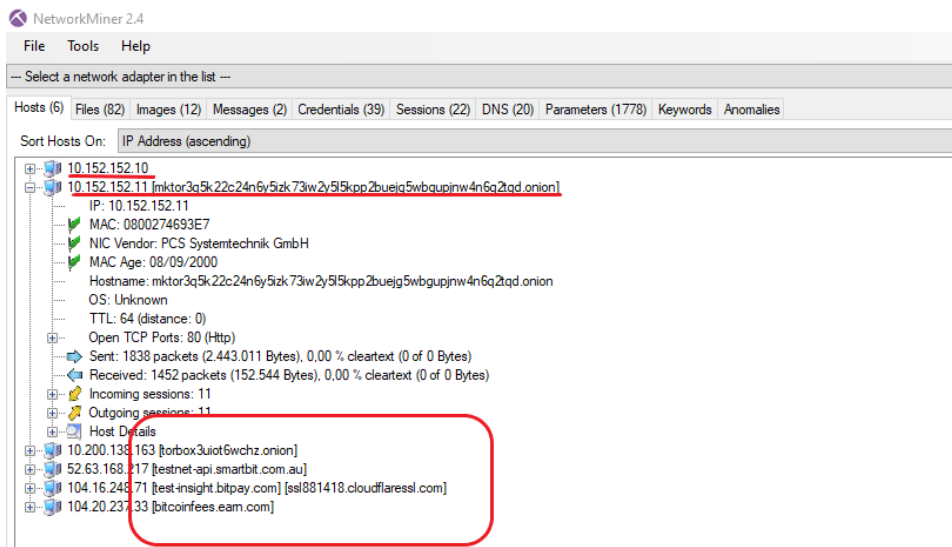 NetworkMiner 2.4
File Tools Help
--- Select a network adapter in the list ---
Hosts (6) Files (82) Images (12) Messages (2) Credentials (39) Sessions (22) DNS (20) Parameters (1778) Keywords Anomalies
Sort Hosts On: IP Address (ascending)
10.152.152.10
10.152.152.11 [mktor3q5k22c24n6y5izk73iw2y5l5kpp2buejg5wbgupjnw4n6q2tqd.onion]
IP: 10.152.152.11
MAC: 0800274693E7
NIC Vendor: PCS Systemtechnik GmbH
MAC Age: 08/09/2000
Hostname: mktor3q5k22c24n6y5izk73iw2y5l5kpp2buejg5wbgupjnw4n6q2tqd.onion
OS: Unknown
TTL: 64 (distance: 0)
Open TCP Ports: 80 (Http)
Sent: 1838 packets (2.443.011 Bytes), 0,00 % cleartext (0 of 0 Bytes)
Received: 1452 packets (152.544 Bytes), 0,00 % cleartext (0 of 0 Bytes)
Incoming sessions: 11
Outgoing sessions: 11
Host Details
10.200.138.163 [torbox3uiot6wchz.onion]
52.63.168.217 [testnet-api.smartbit.com.au]
104.16.248.71 [test-insight.bitpay.com] [ssl881418.cloudflaressl.com]
104.20.237.33 [bitcoinfees.earn.com]